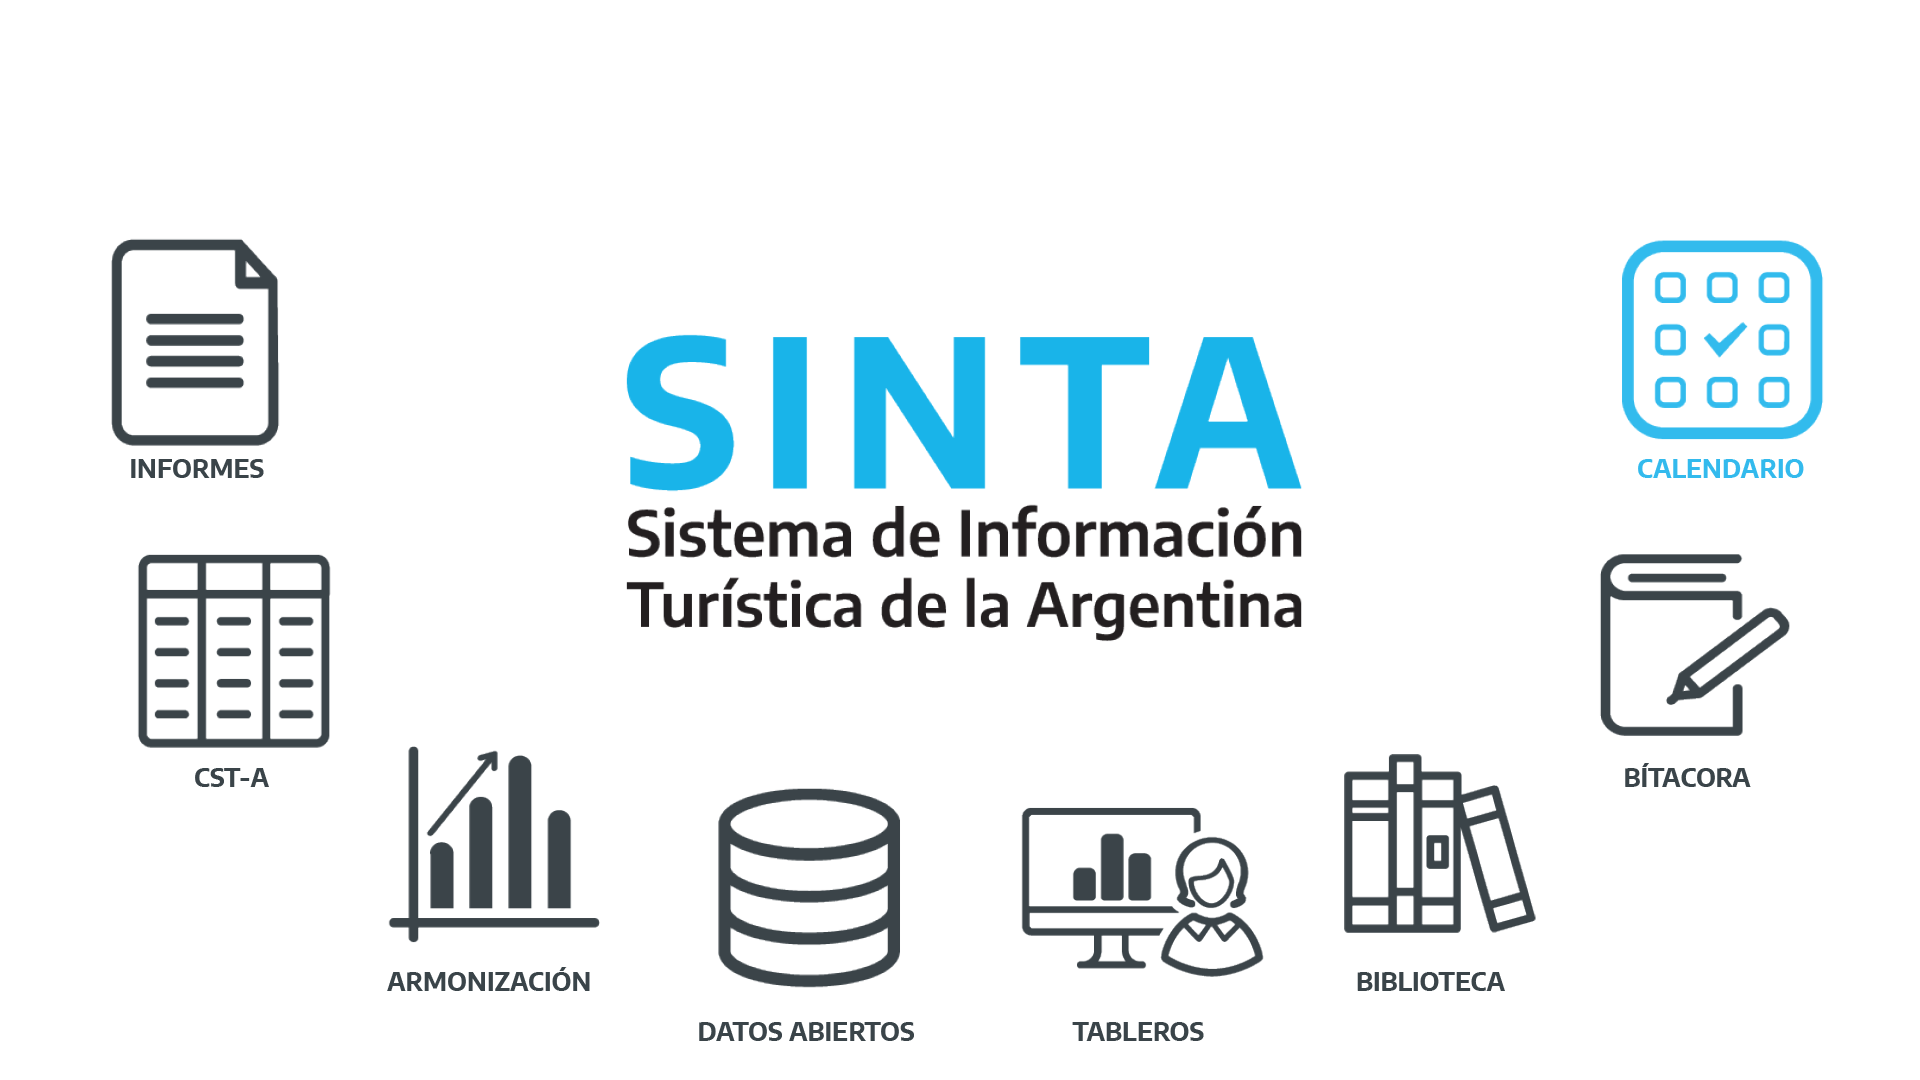 SINTA
Sistema de Información
Turística de la Argentina
INFORMES
CALENDARIO
CST-A
BÍTACORA
ARMONIZACIÓN
BIBLIOTECA
DATOS ABIERTOS
TABLEROS